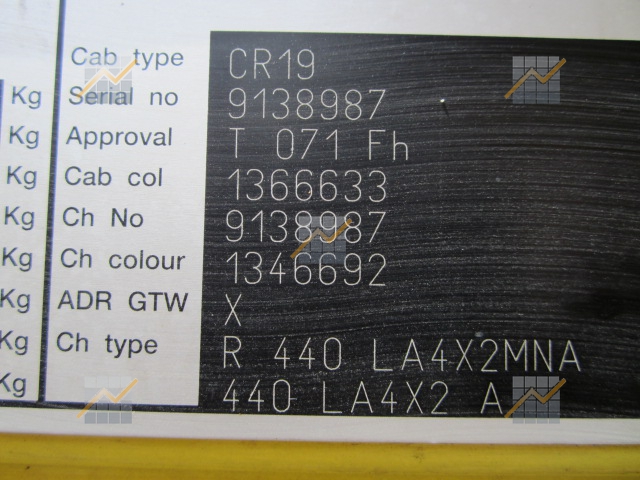 Cab type CR19
Kg Serial no 9138987
Kg Approval T 071 Fh
Kg Cab col 1366633
Kg Ch No 9138987
Kg Ch colour 1346692
Kg ADR GTW X
Kg Ch type R 440 LA4X2MNA
Kg 440 LA4X2 A